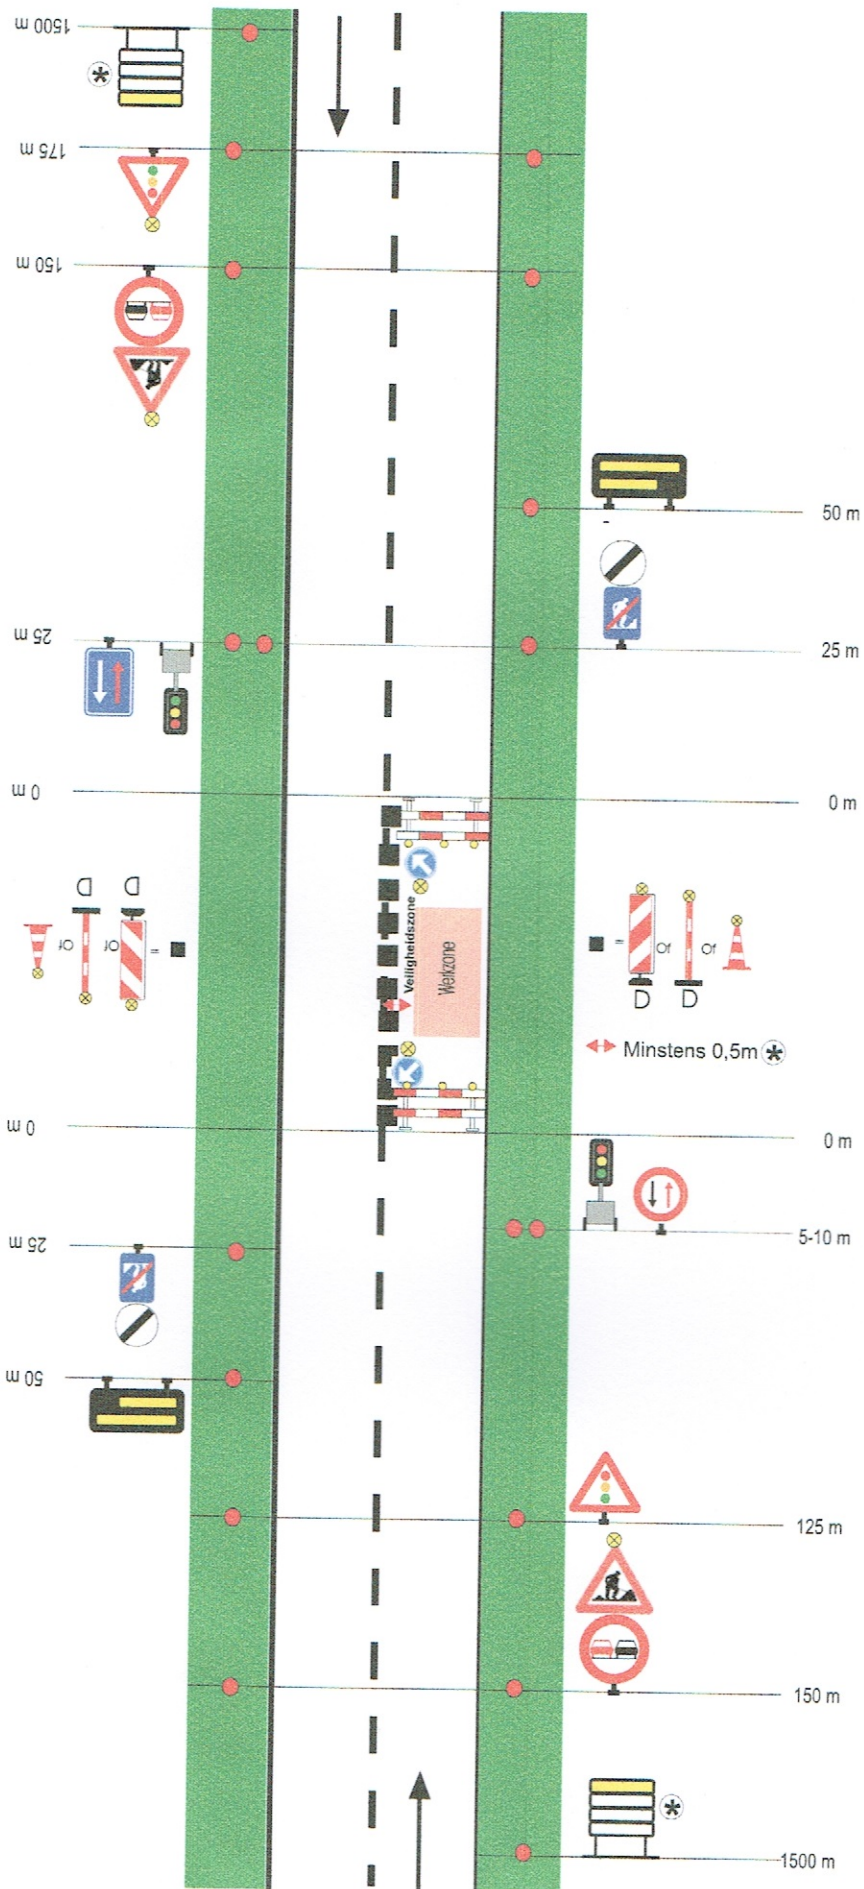 1500 m
*
175 m
150 m
50 m
25 m
25 m
0 m
0 m
D
D
Of
Of
=
Veiligheidszone
Werkzone
=
Of
Of
D
D
Minstens 0,5m *
0 m
0 m
5-10 m
25 m
50 m
125 m
150 m
*
1500 m